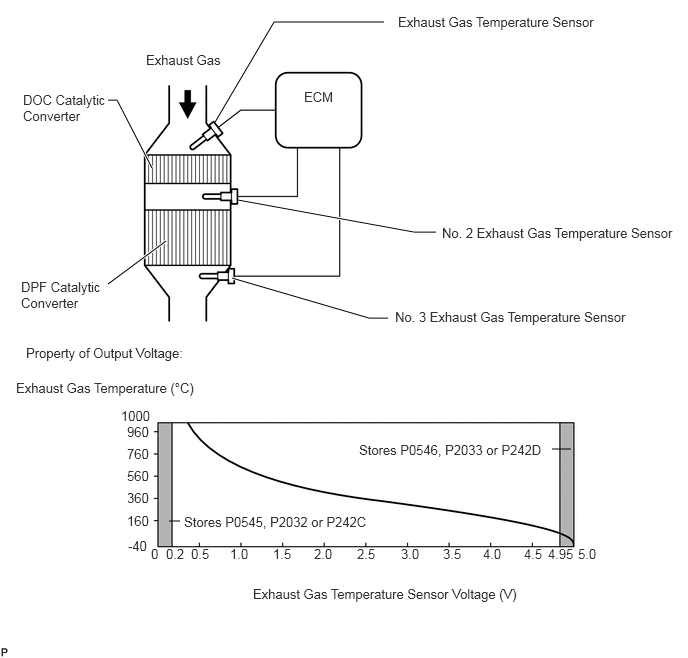 Exhaust Gas Temperature Sensor
Exhaust Gas
ECM
DOC Catalytic
Converter
No. 2 Exhaust Gas Temperature Sensor
DPF Catalytic
Converter
No. 3 Exhaust Gas Temperature Sensor
Property of Output Voltage:
Exhaust Gas Temperature (°C)
1000
960
760
560
360
160
-40
Stores P0546, P2033 or P242D
Stores P0545, P2032 or P242C
0 0.2 0.5 1.0 1.5 2.0 2.5 3.0 3.5 4.0 4.5 4.95 5.0
Exhaust Gas Temperature Sensor Voltage (V)
P